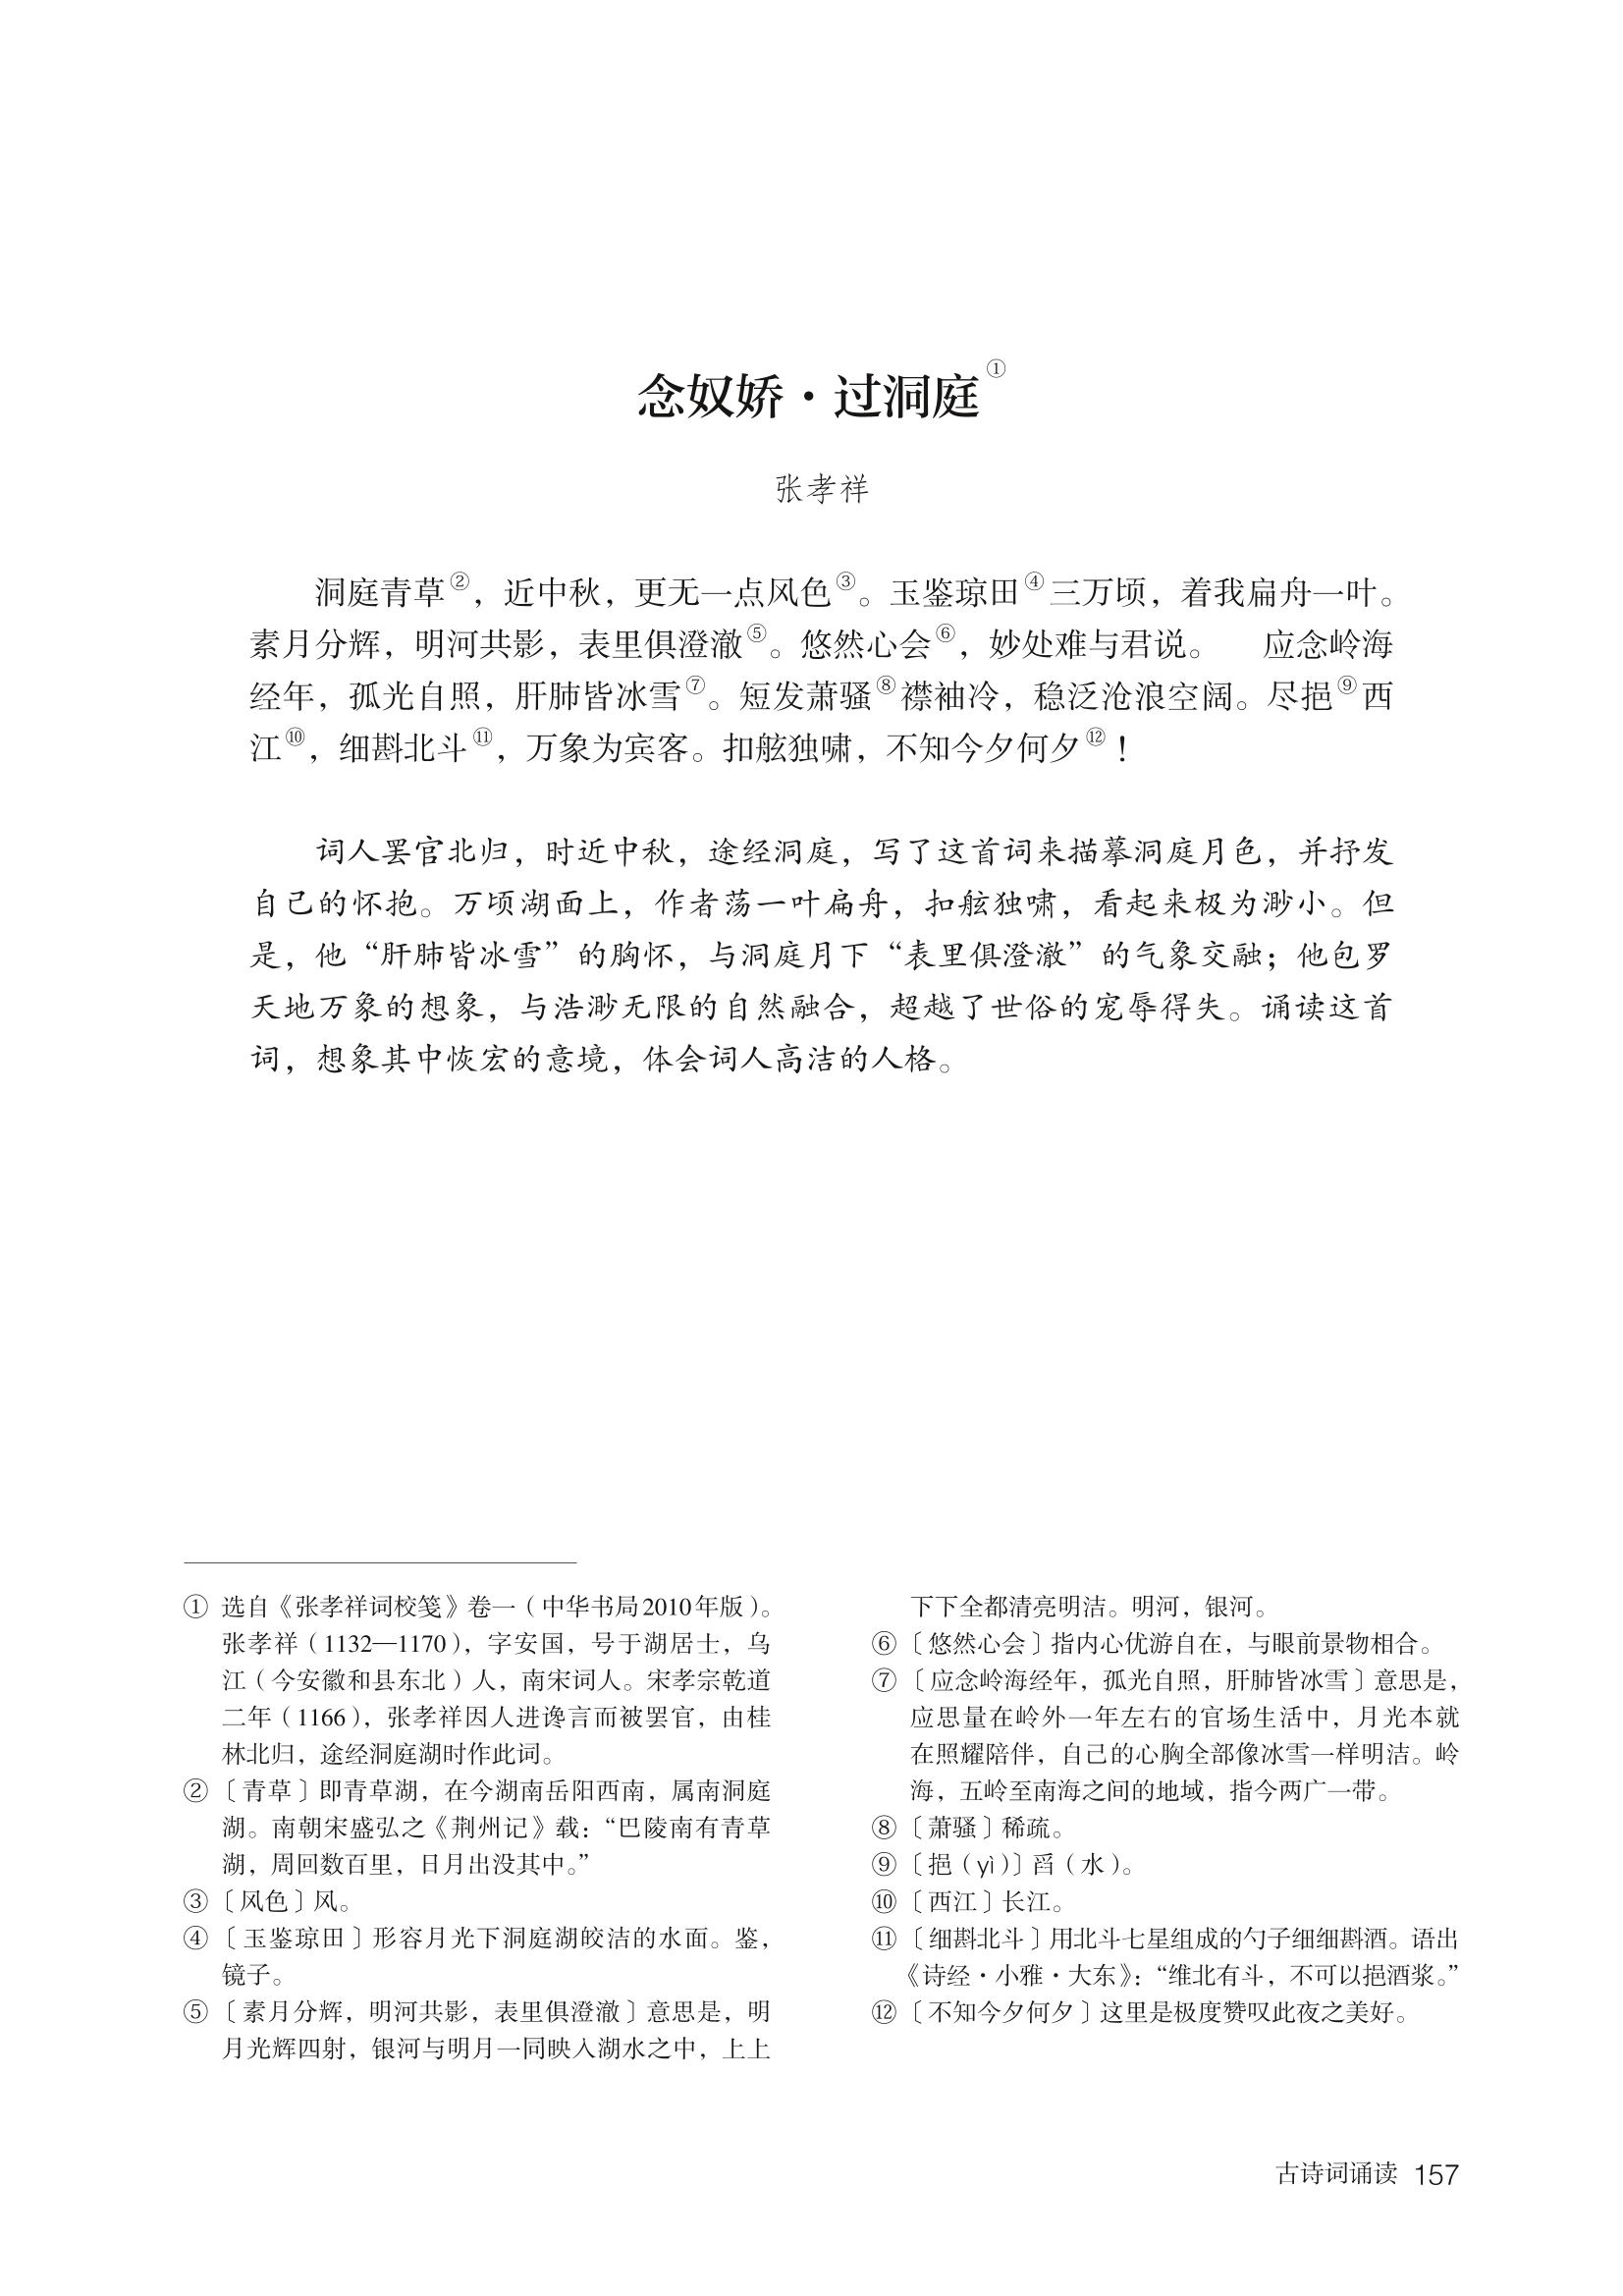 念奴娇·过洞庭①
张孝祥
洞庭青草②，近中秋，更无一点风色③。玉鉴琼田④三万顷，着我扁舟一叶。
素月分辉，明河共影，表里俱澄澈⑤。悠然心会⑥，妙处难与君说。　应念岭海
经年，孤光自照，肝肺皆冰雪⑦。短发萧骚⑧襟袖冷，稳泛沧浪空阔。尽挹⑨西
江⑩，细斟北斗⑪，万象为宾客。扣舷独啸，不知今夕何夕⑫！
词人罢官北归，时近中秋，途经洞庭，写了这首词来描摹洞庭月色，并抒发
自己的怀抱。万顷湖面上，作者荡一叶扁舟，扣舷独啸，看起来极为渺小。但
是，他“肝肺皆冰雪”的胸怀，与洞庭月下“表里俱澄澈”的气象交融；他包罗
天地万象的想象，与浩渺无限的自然融合，超越了世俗的宠辱得失。诵读这首
词，想象其中恢宏的意境，体会词人高洁的人格。
① 选自《张孝祥词校笺》卷一（中华书局2010年版）。
张孝祥（1132—1170），字安国，号于湖居士，乌
江（今安徽和县东北）人，南宋词人。宋孝宗乾道
二年（1166），张孝祥因人进谗言而被罢官，由桂
林北归，途经洞庭湖时作此词。
② 〔青草〕即青草湖，在今湖南岳阳西南，属南洞庭
湖。南朝宋盛弘之《荆州记》载：“巴陵南有青草
湖，周回数百里，日月出没其中。”
③ 〔风色〕风。
④ 〔玉鉴琼田〕形容月光下洞庭湖皎洁的水面。鉴，
镜子。
⑤ 〔素月分辉，明河共影，表里俱澄澈〕意思是，明
月光辉四射，银河与明月一同映入湖水之中，上上
下下全都清亮明洁。明河，银河。
⑥ 〔悠然心会〕指内心优游自在，与眼前景物相合。
⑦ 〔应念岭海经年，孤光自照，肝肺皆冰雪〕意思是，
应思量在岭外一年左右的官场生活中，月光本就
在照耀陪伴，自己的心胸全部像冰雪一样明洁。岭
海，五岭至南海之间的地域，指今两广一带。
⑧ 〔萧骚〕稀疏。
⑨ 〔挹（yì）〕舀（水）。
⑩ 〔西江〕长江。
⑪ 〔细斟北斗〕用北斗七星组成的勺子细细斟酒。语出
《诗经·小雅·大东》：“维北有斗，不可以挹酒浆。”
⑫ 〔不知今夕何夕〕这里是极度赞叹此夜之美好。
古诗词诵读 157